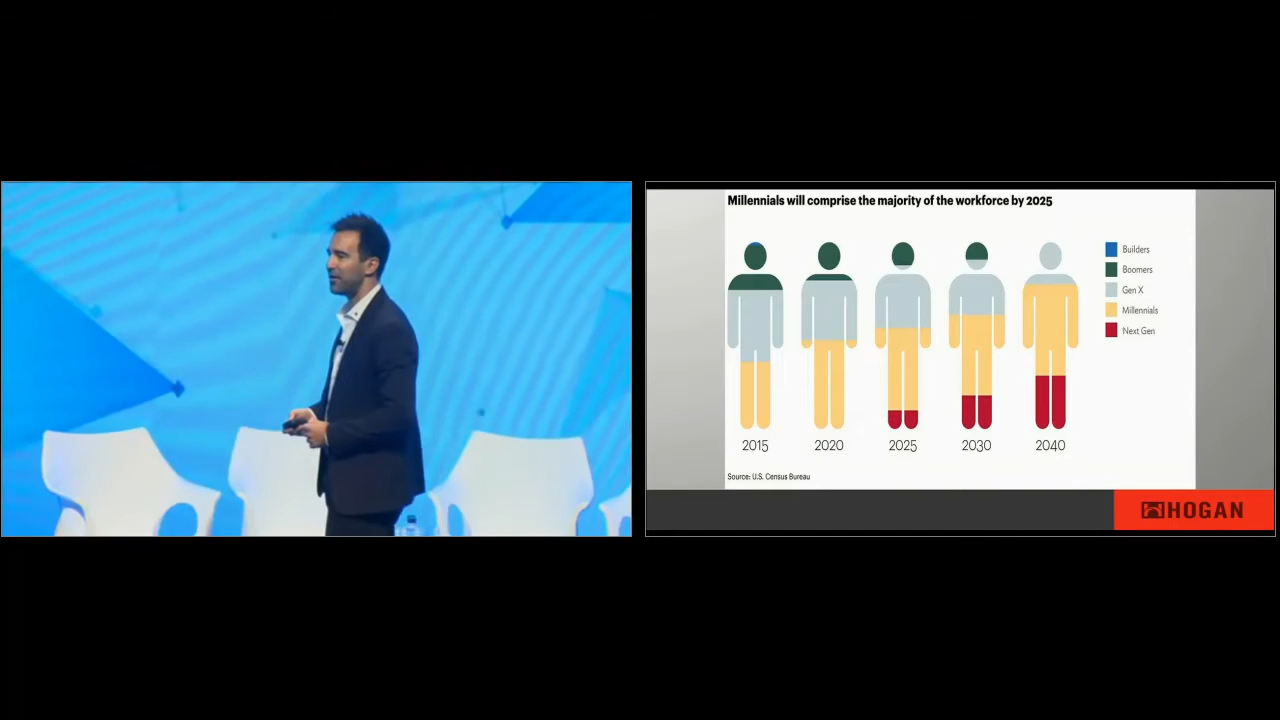 Millennials will comprise the majority of the workforce by 2025
Builders
Boomers
Gen X
Millennials
Next Gen
2015 2020 2025 2030 2040
Source: U.S. Census Bureau
HOGAN